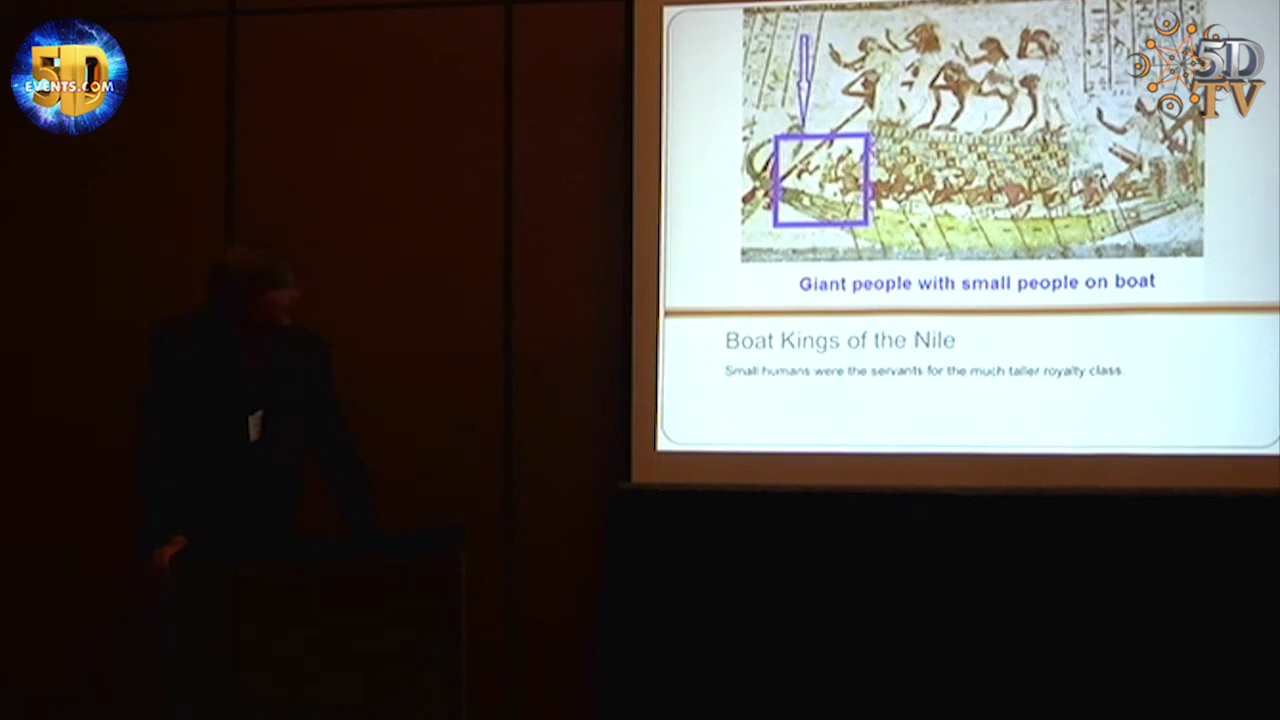 5D
EVENTS.COM
5D
TV
Giant people with small people on boat
Boat Kings of the Nile
Small humans were the servants for the much taller royalty class.